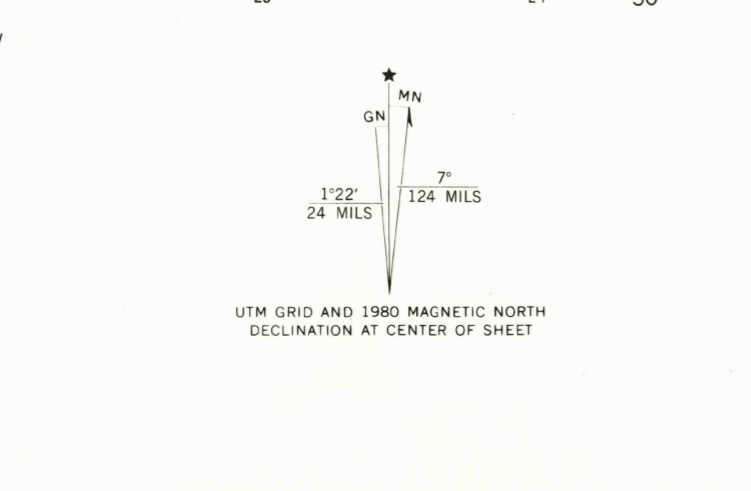 ★
MN
GN
7°
1°22′
124 MILS
24 MILS
UTM GRID AND 1980 MAGNETIC NORTH
DECLINATION AT CENTER OF SHEET